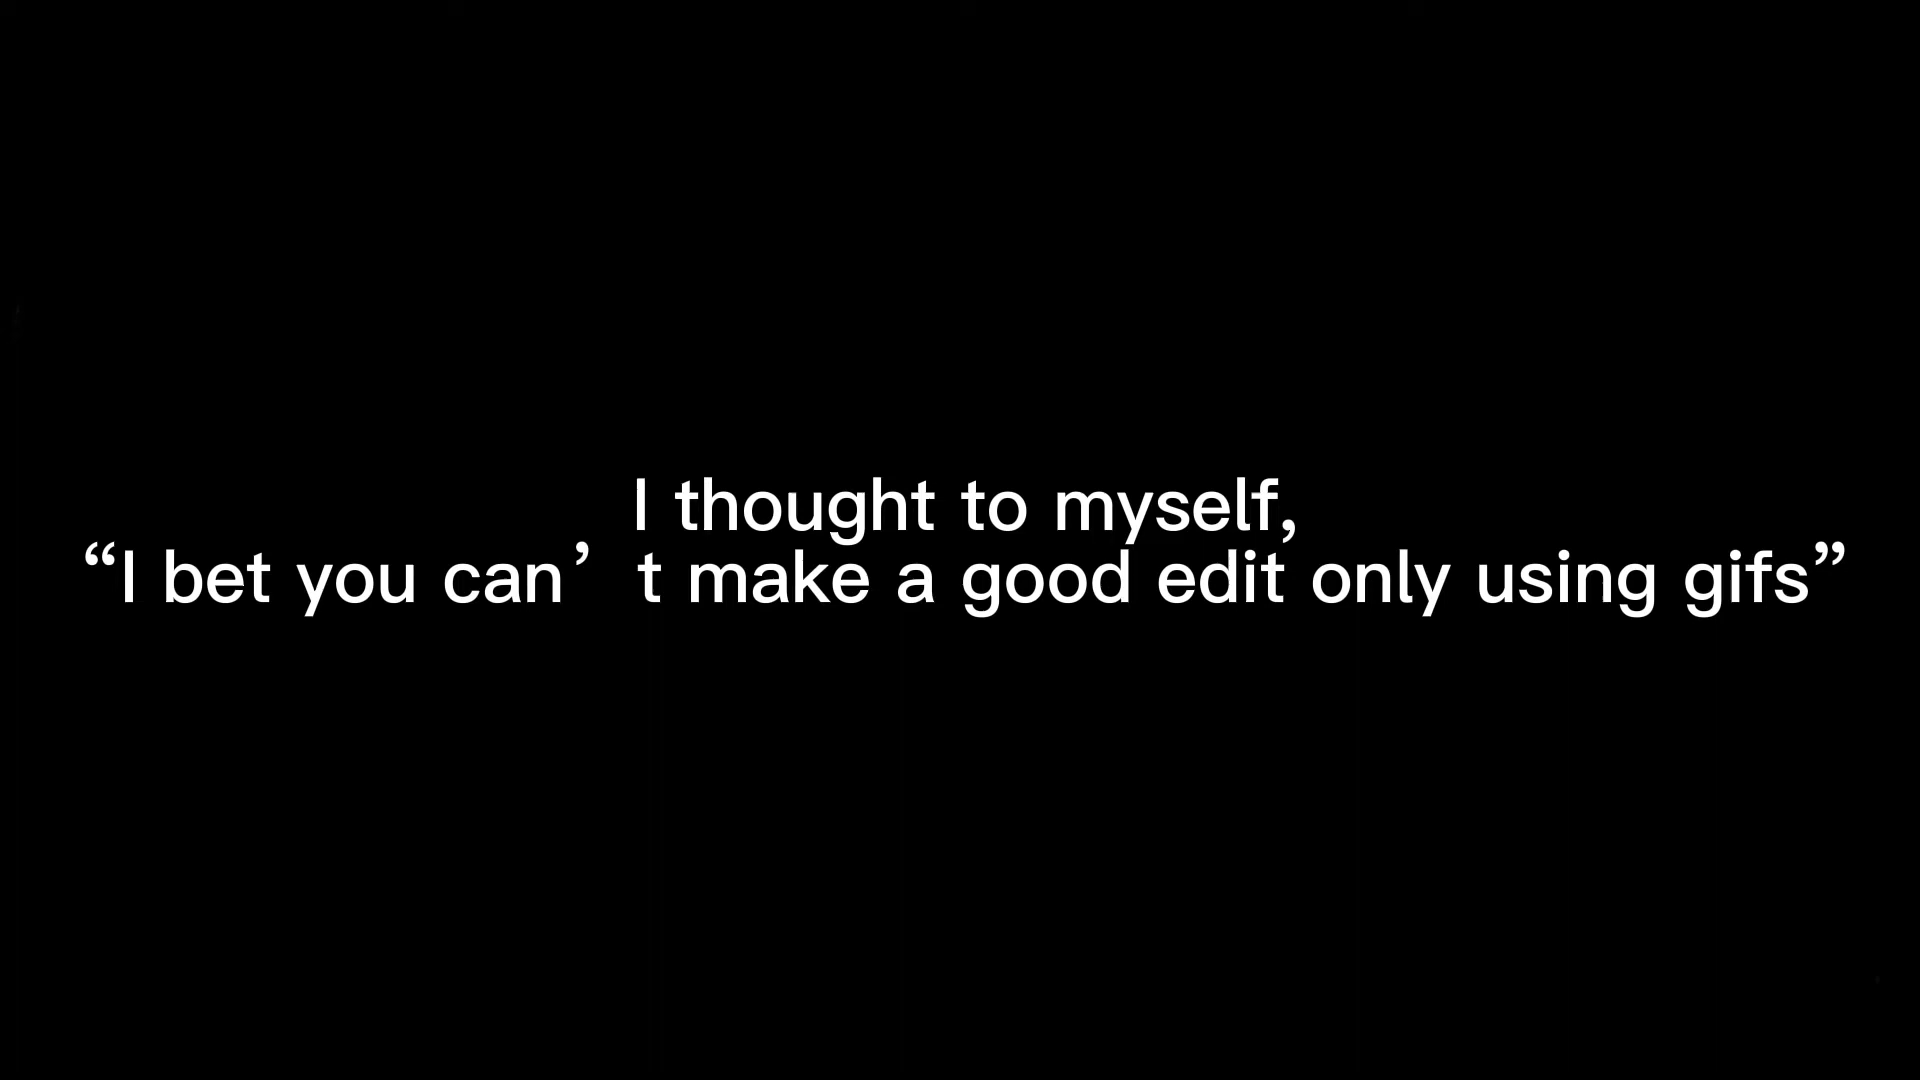 I thought to myself,
“I bet you can’t make a good edit only using gifs”